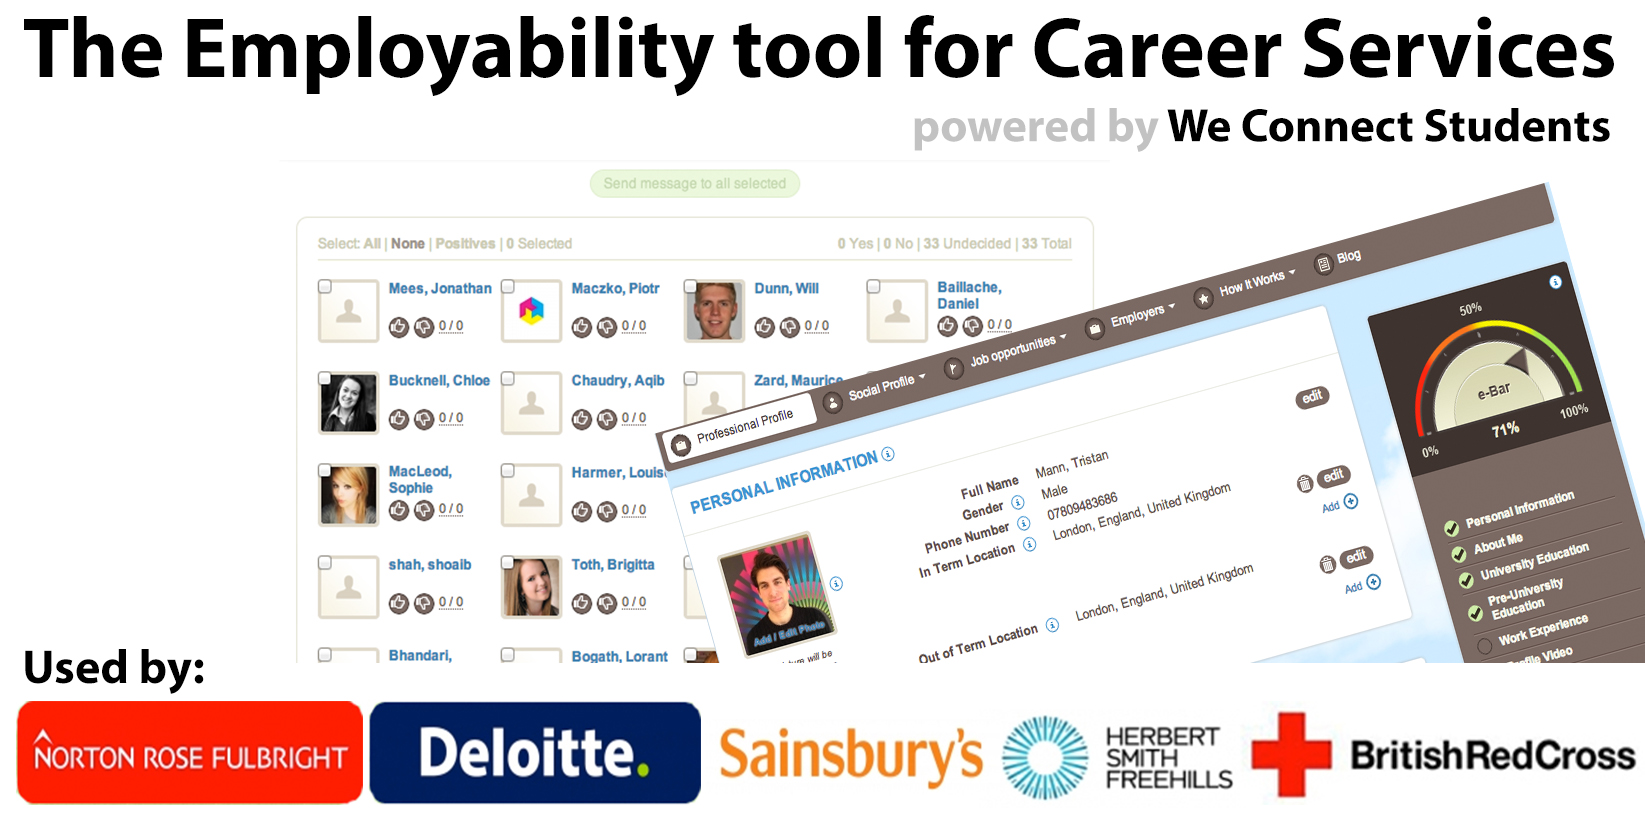 The Employability tool for Career Services
powered by We Connect Students
Send message to all selected
Select: All | None | Positives | 0 Selected
0 Yes | 0 No | 33 Undecided | 33 Total
Mees, Jonathan
0 / 0
Maczko, Piotr
0 / 0
Dunn, Will
0 / 0
Baillache,
Daniel
0 / 0
Bucknell, Chloe
0 / 0
Chaudry, Aqib
0 / 0
Zard, Maurice
MacLeod,
Sophie
0 / 0
Harmer, Louis
0 / 0
shah, shoaib
0 / 0
Toth, Brigitta
0 / 0
Bhandari,
Bogath, Lorant
Professional Profile
Social Profile
Job opportunities
Employers
How It Works
Blog
PERSONAL INFORMATION
edit
Full Name Mann, Tristan
Gender Male
Phone Number 07809483686
In Term Location London, England, United Kingdom
edit
Add
Out of Term Location London, England, United Kingdom
edit
Add
Add / Edit Photo
will be
50%
e-Bar
0%
71%
100%
Personal Information
About Me
University Education
Pre-University
Education
Work Experience
Profile Video
Used by:
NORTON ROSE FULBRIGHT
Deloitte.
Sainsbury's
HERBERT
SMITH
FREEHILLS
BritishRedCross